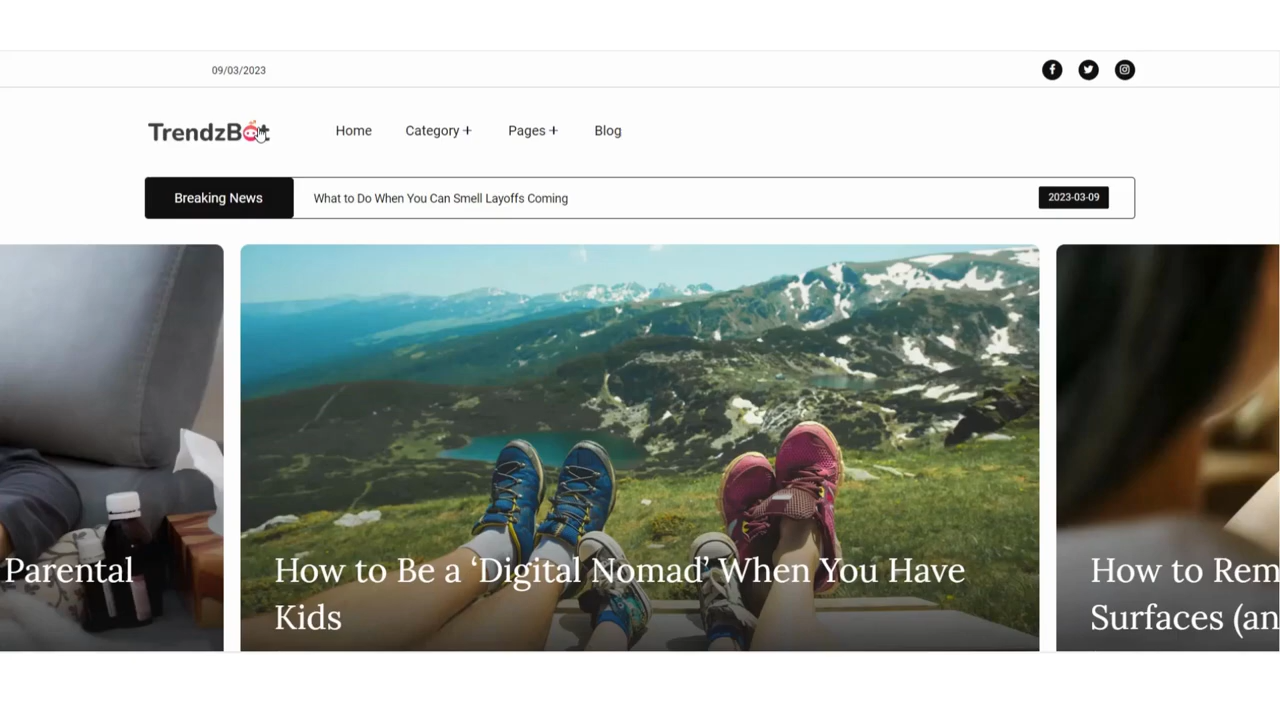 09/03/2023
TrendzBot
Home Category + Pages + Blog
Breaking News What to Do When You Can Smell Layoffs Coming 2023-03-09
Parental
How to Be a ‘Digital Nomad’ When You Have
Kids
How to Rem
Surfaces (an